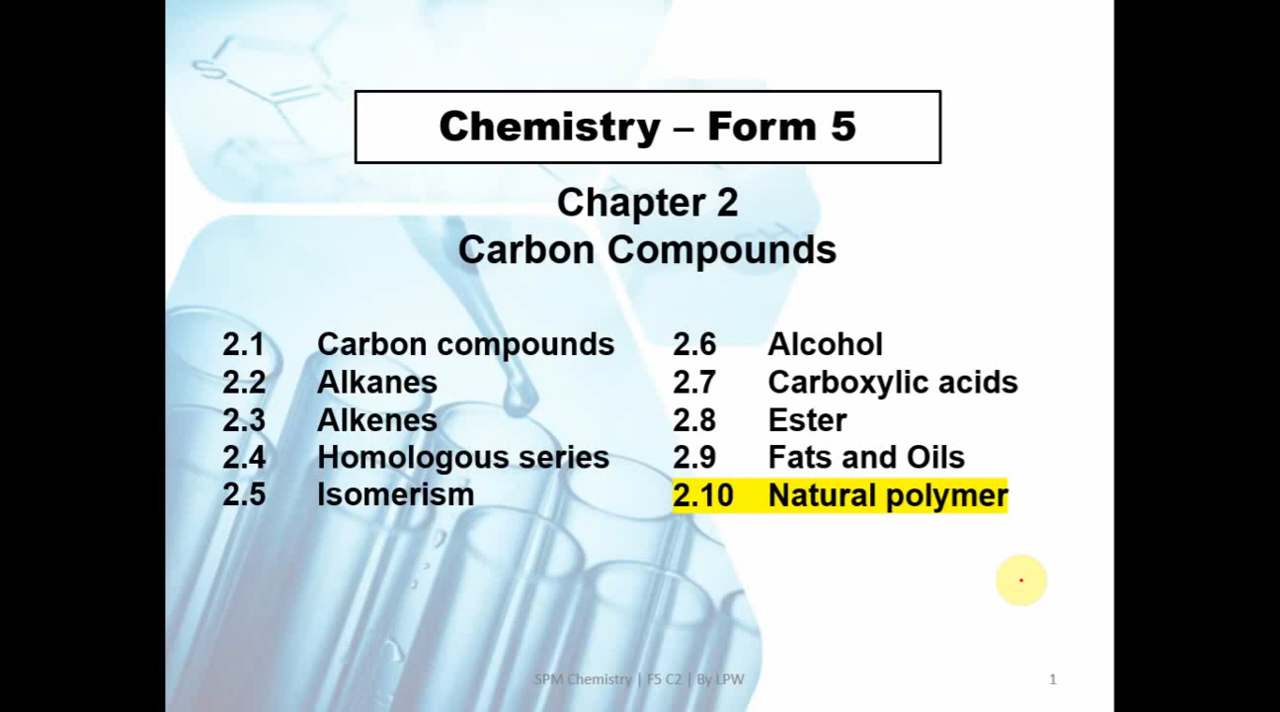 Chemistry – Form 5
Chapter 2
Carbon Compounds
2.1 Carbon compounds
2.2 Alkanes
2.3 Alkenes
2.4 Homologous series
2.5 Isomerism
2.6 Alcohol
2.7 Carboxylic acids
2.8 Ester
2.9 Fats and Oils
2.10 Natural polymer
SPM Chemistry | F5 C2 | By LPW
1